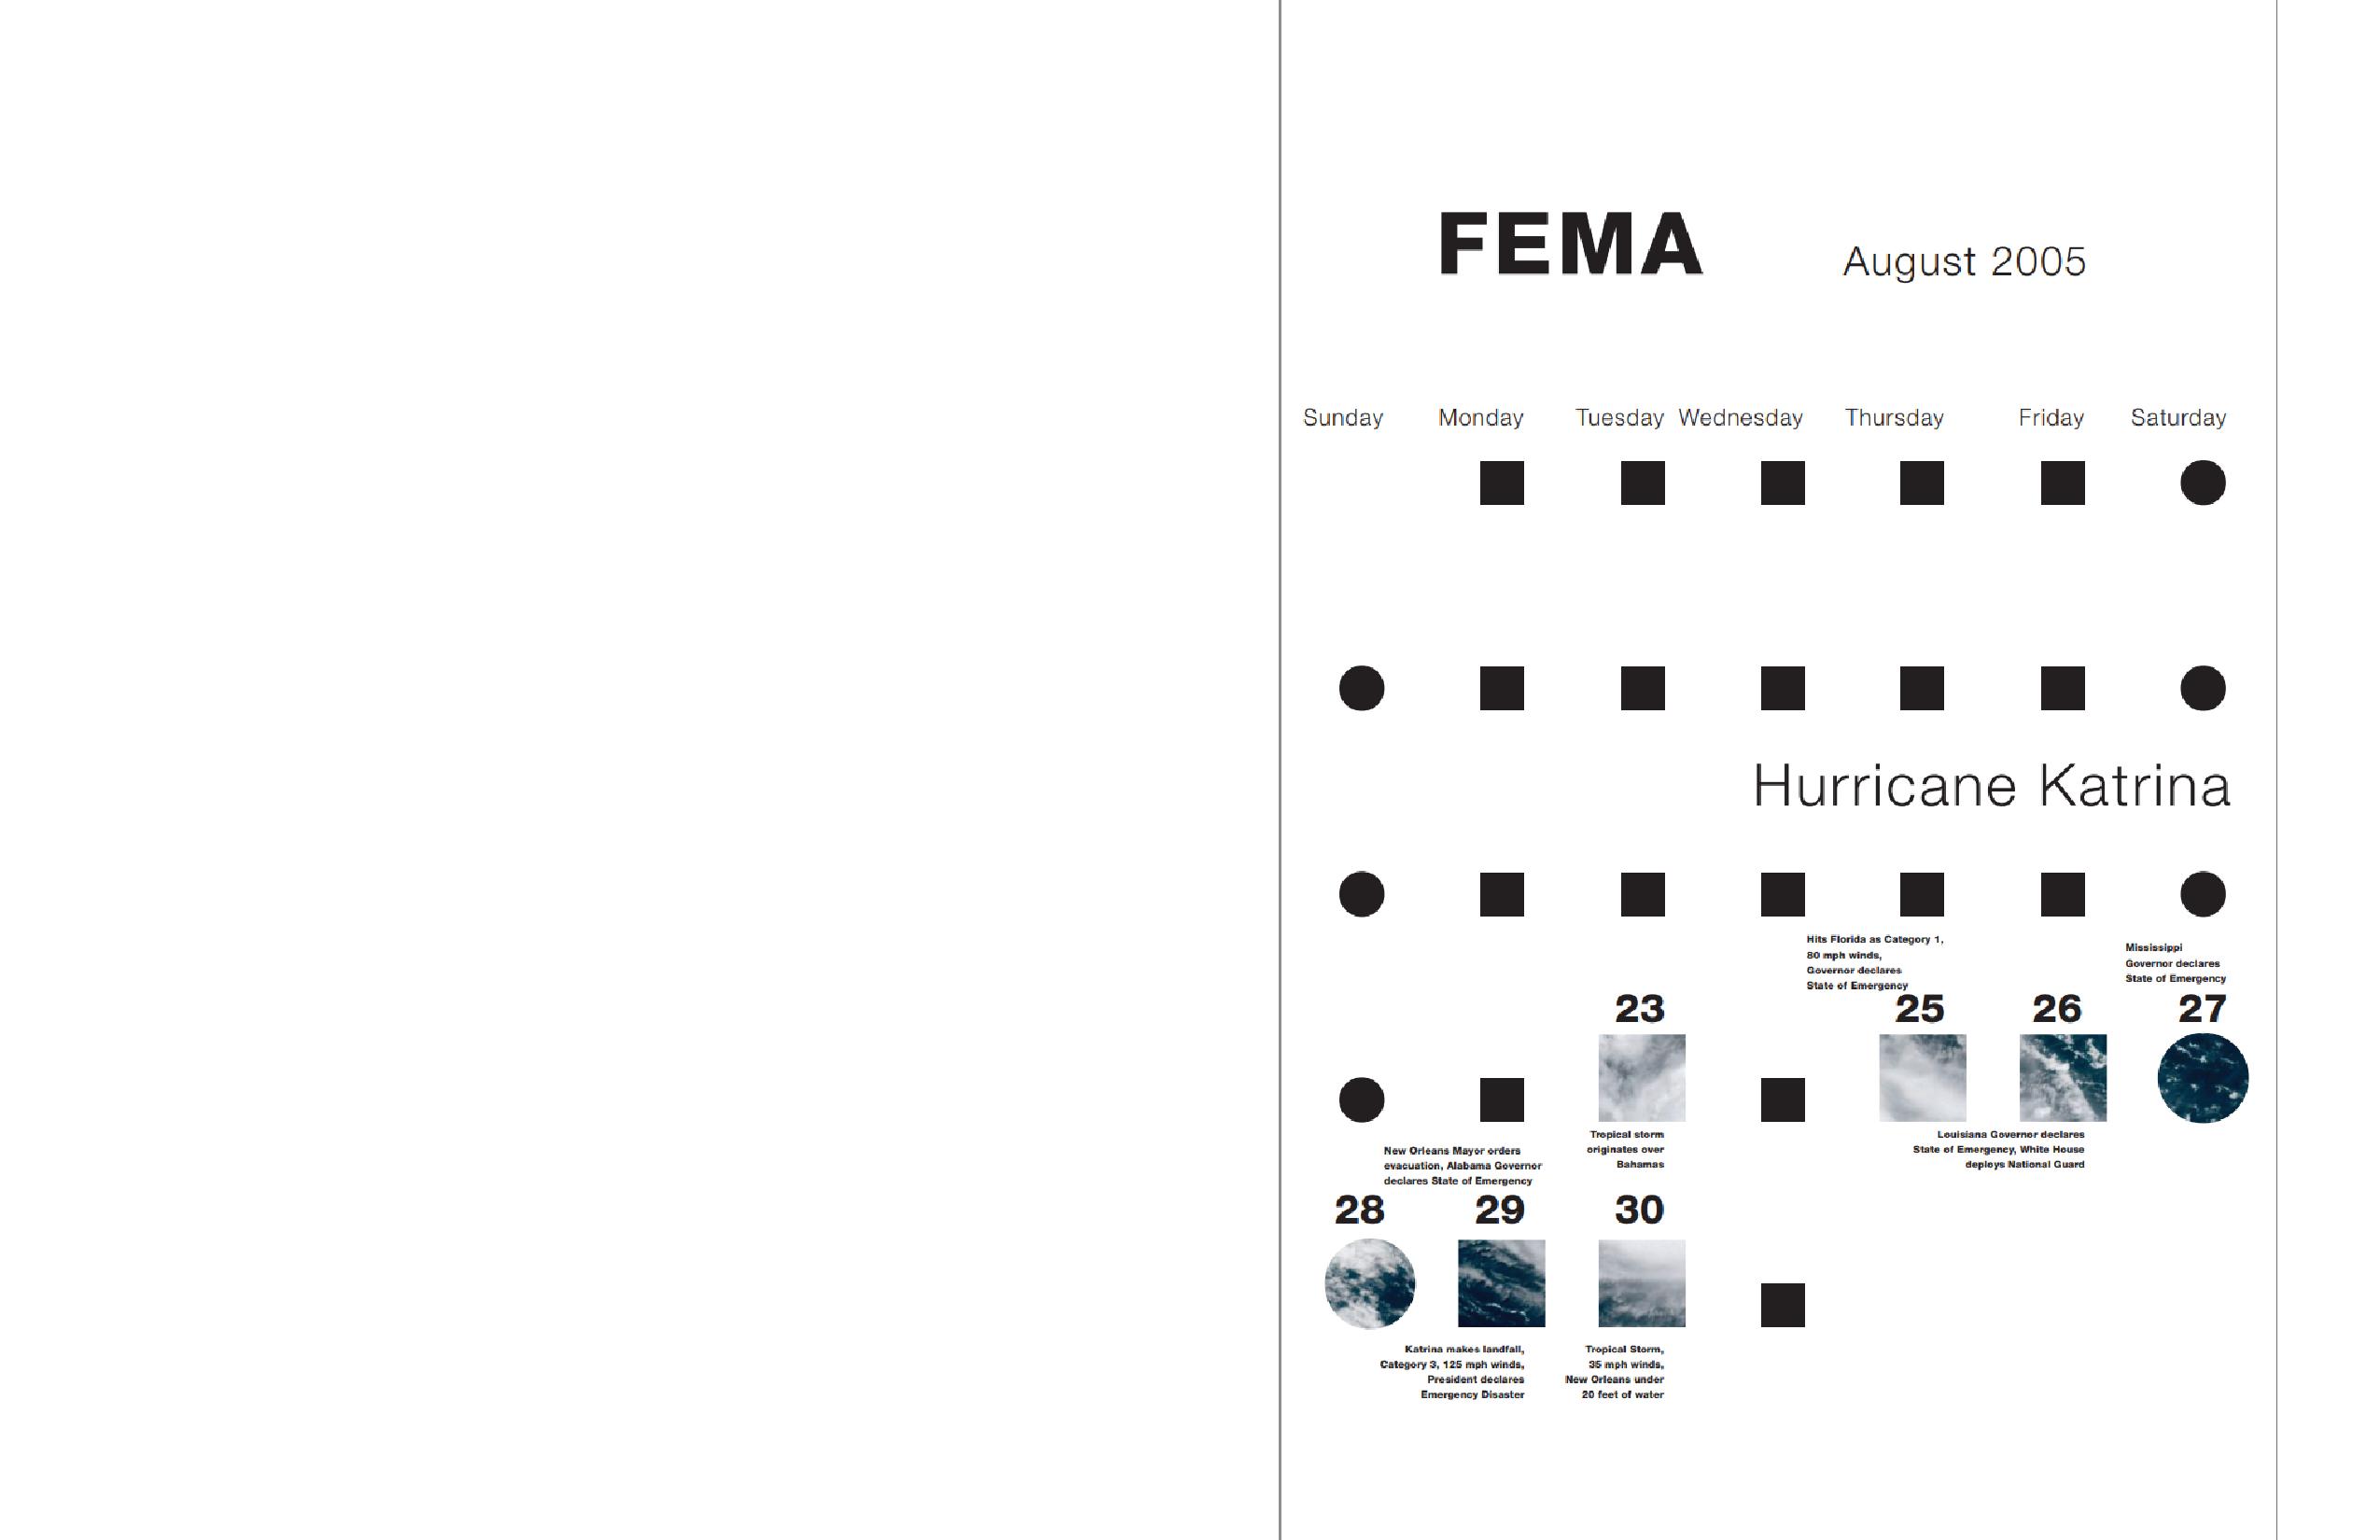 FEMA
August 2005
Sunday Monday Tuesday Wednesday Thursday Friday Saturday
Hurricane Katrina
Hits Florida as Category 1,
80 mph winds,
Governor declares
State of Emergency
Mississippi
Governor declares
State of Emergency
23 25 26 27
Tropical storm
originates over
Bahamas
Louisiana Governor declares
State of Emergency, White House
deploys National Guard
New Orleans Mayor orders
evacuation, Alabama Governor
declares State of Emergency
28 29 30
Katrina makes landfall,
Category 3, 125 mph winds,
President declares
Emergency Disaster
Tropical Storm,
35 mph winds,
New Orleans under
20 feet of water